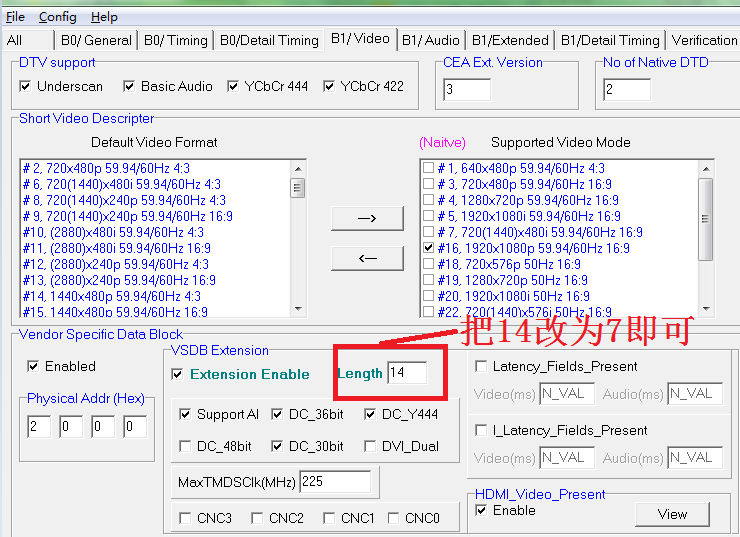 File Config Help
All B0/ General B0/ Timing B0/Detail Timing B1/ Video B1/ Audio B1/Extended B1/Detail Timing Verification
DTV support CEA Ext. Version No of Native DTD
Underscan Basic Audio YCbCr 444 YCbCr 422 3 2
Short Video Descripter
Default Video Format (Naitve) Supported Video Mode
# 2, 720x480p 59.94/60Hz 4:3
# 6, 720(1440)x480i 59.94/60Hz 4:3
# 8, 720(1440)x240p 59.94/60Hz 4:3
# 9, 720(1440)x240p 59.94/60Hz 16:9
#10, (2880)x480i 59.94/60Hz 4:3
#11, (2880)x480i 59.94/60Hz 16:9
#12, (2880)x240p 59.94/60Hz 4:3
#13, (2880)x240p 59.94/60Hz 16:9
#14, 1440x480p 59.94/60Hz 4:3
#15, 1440x480p 59.94/60Hz 16:9
-->
<--
# 1, 640x480p 59.94/60Hz 4:3
# 3, 720x480p 59.94/60Hz 16:9
# 4, 1280x720p 59.94/60Hz 16:9
# 5, 1920x1080i 59.94/60Hz 16:9
# 7, 720(1440)x480i 59.94/60Hz 16:9
#16, 1920x1080p 59.94/60Hz 16:9
#18, 720x576p 50Hz 16:9
#19, 1280x720p 50Hz 16:9
#20, 1920x1080i 50Hz 16:9
#22, 720(1440)x576i 50Hz 16:9
把14改为7即可
Vendor Specific Data Block
Enabled
Physical Addr (Hex)
2 0 0 0
VSDB Extension
Extension Enable Length 14
Support AI DC_36bit DC_Y444
DC_48bit DC_30bit DVI_Dual
MaxTMDSClk(MHz) 225
CNC3 CNC2 CNC1 CNC0
Latency_Fields_Present
Video(ms) N_VAL Audio(ms) N_VAL
I_Latency_Fields_Present
Video(ms) N_VAL Audio(ms) N_VAL
HDMI_Video_Present
Enable View